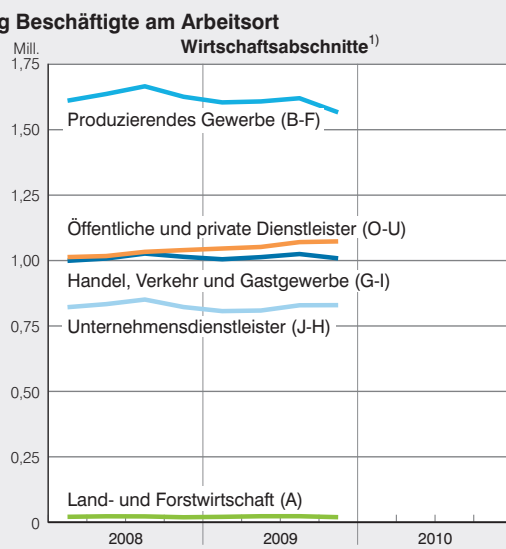 g Beschäftigte am Arbeitsort
Mill.
Wirtschaftsabschnitte1)
1,75
Produzierendes Gewerbe (B-F)
1,50
1,25
Öffentliche und private Dienstleister (O-U)
1,00
Handel, Verkehr und Gastgewerbe (G-I)
0,75
Unternehmensdienstleister (J-H)
0,50
0,25
Land- und Forstwirtschaft (A)
0
2008 2009 2010